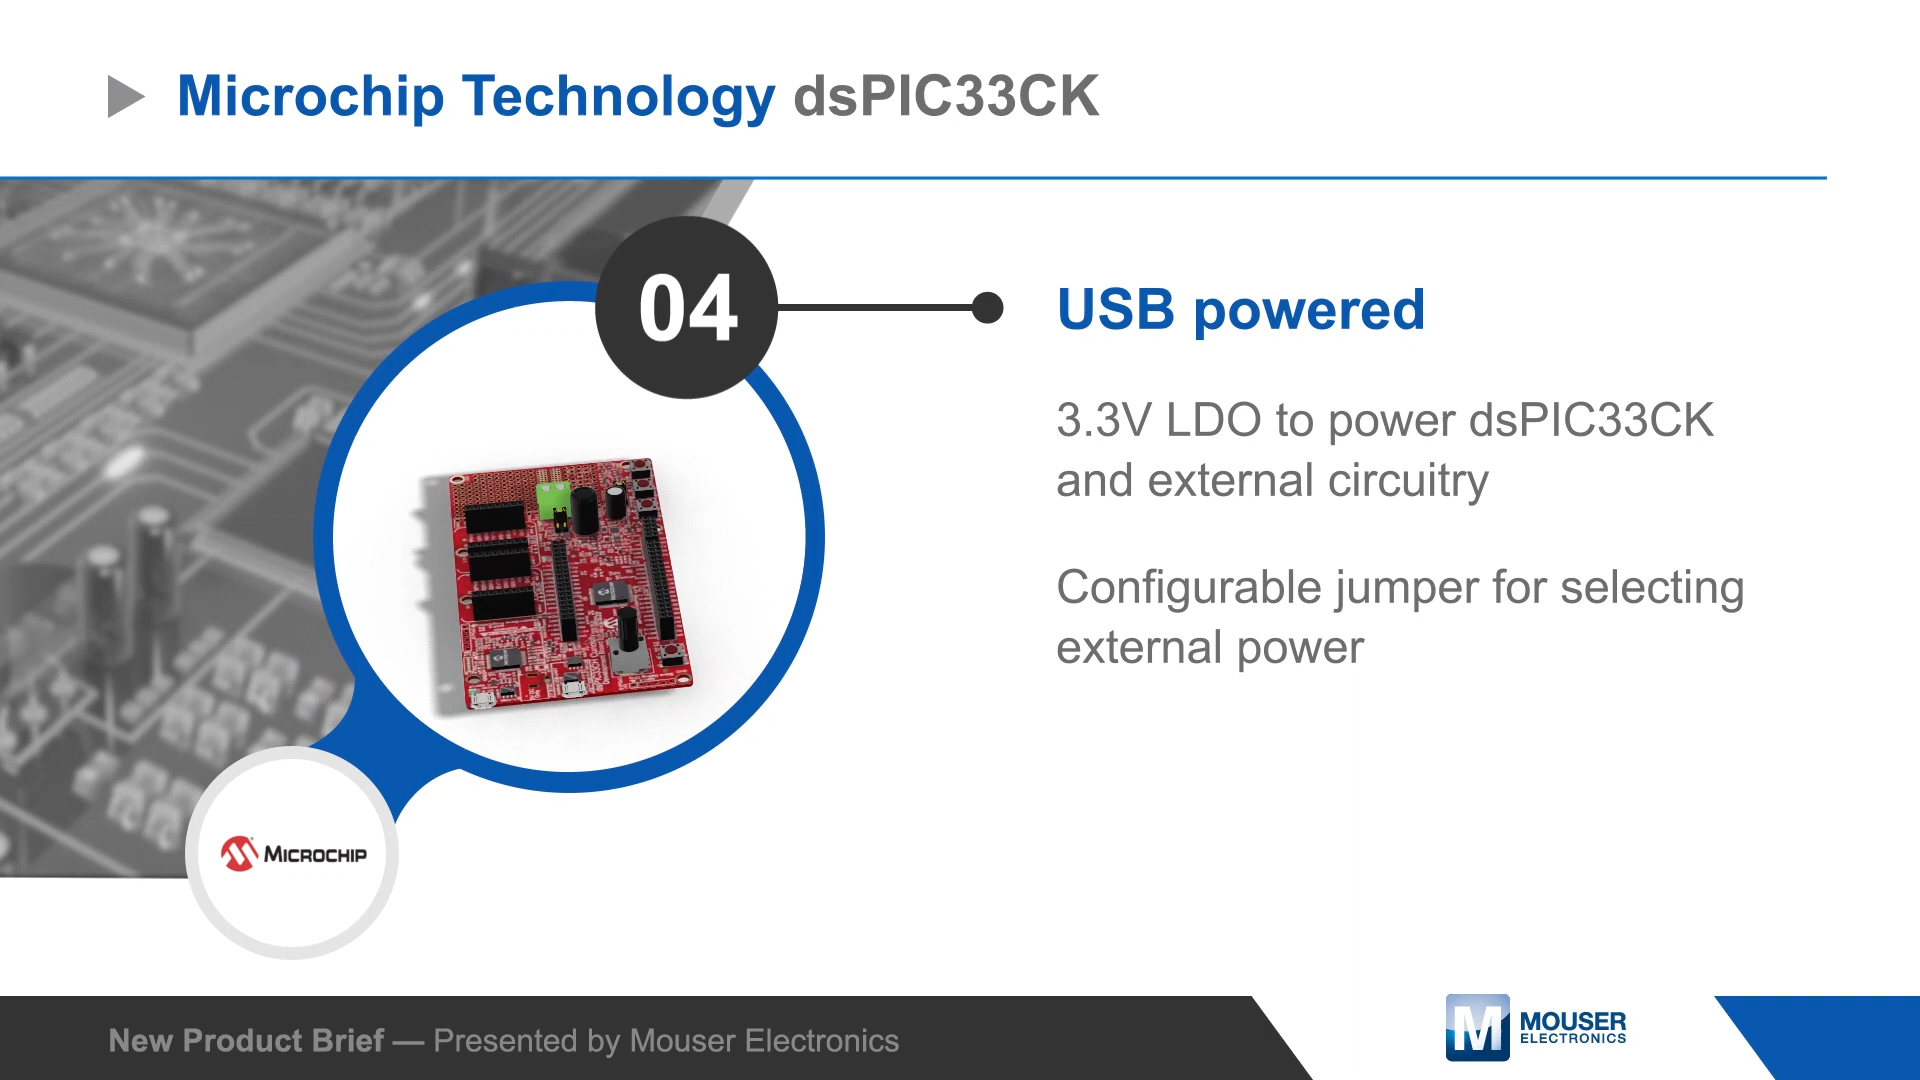 Microchip Technology dsPIC33CK
04
USB powered
3.3V LDO to power dsPIC33CK
and external circuitry
Configurable jumper for selecting
external power
MICROCHIP
New Product Brief — Presented by Mouser Electronics
M
MOUSER
ELECTRONICS